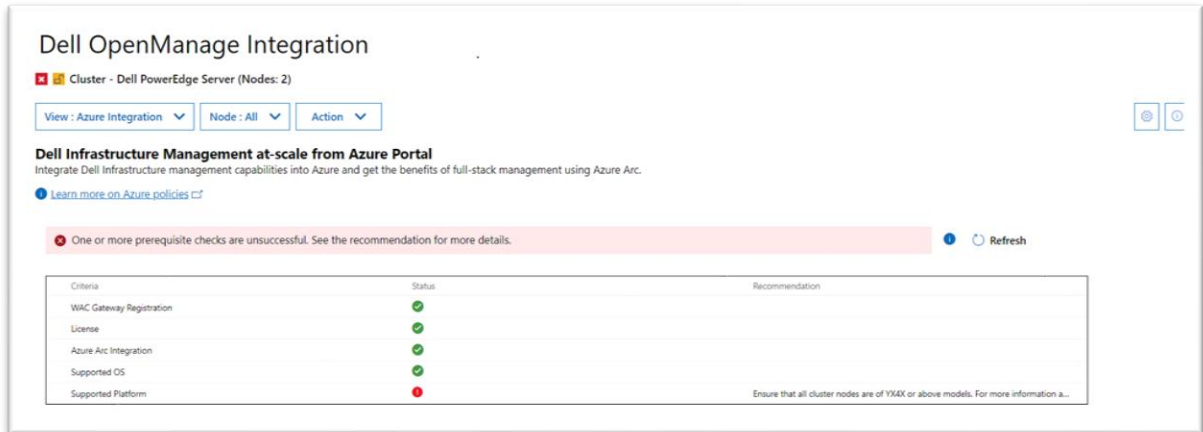 Dell OpenManage Integration
Cluster - Dell PowerEdge Server (Nodes: 2)
View : Azure Integration Node : All Action
Dell Infrastructure Management at-scale from Azure Portal
Integrate Dell Infrastructure management capabilities into Azure and get the benefits of full-stack management using Azure Arc.
Learn more on Azure policies
One or more prerequisite checks are unsuccessful. See the recommendation for more details. Refresh
Criteria Status Recommendation
WAC Gateway Registration
License
Azure Arc Integration
Supported OS
Supported Platform Ensure that all cluster nodes are of YX4X or above models. For more information a...